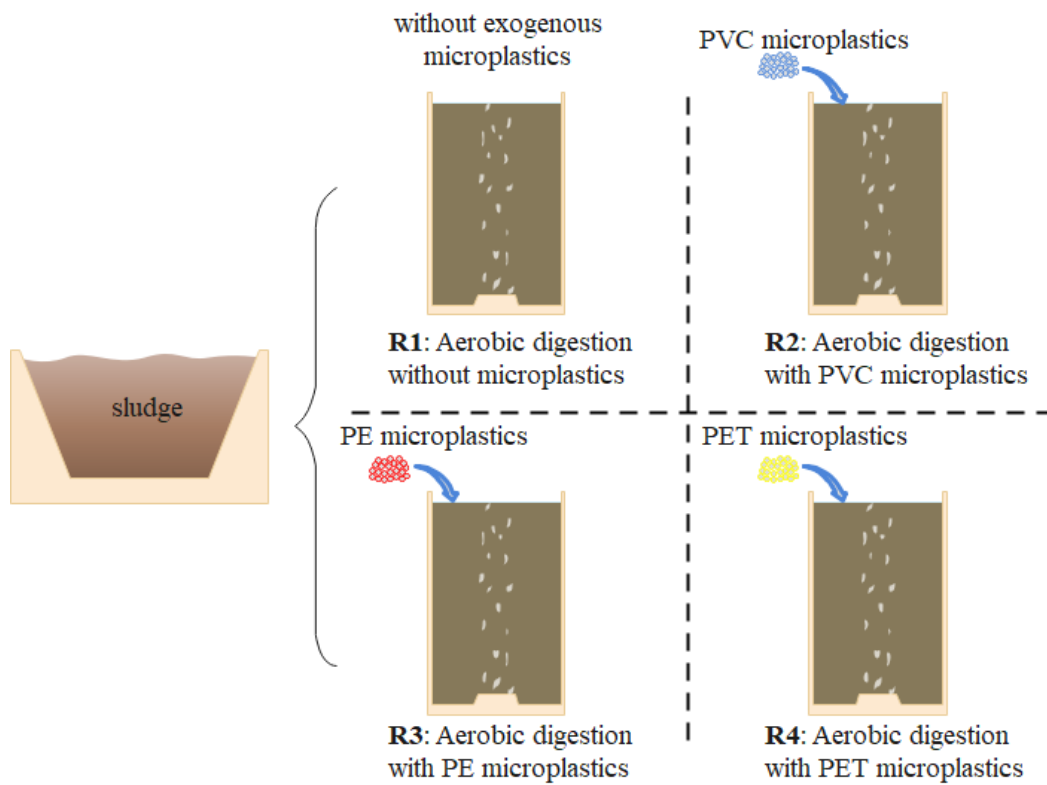 without exogenous
microplastics
PVC microplastics
R1: Aerobic digestion
without microplastics
R2: Aerobic digestion
with PVC microplastics
sludge
PE microplastics
PET microplastics
R3: Aerobic digestion
with PE microplastics
R4: Aerobic digestion
with PET microplastics